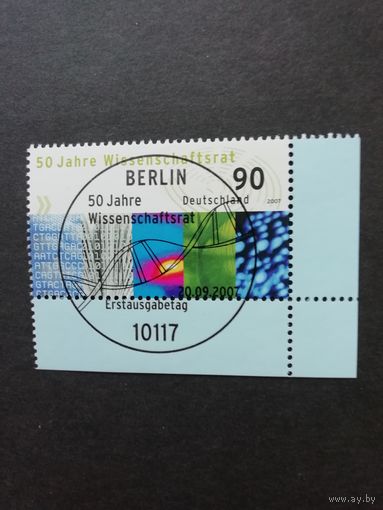 50 Jahre Wissenschaftsrat
BERLIN
90
50 Jahre
Deutschland
2007
Wissenschaftsrat
20.09.2007
Erstausgabetag
10117
www.ay.by